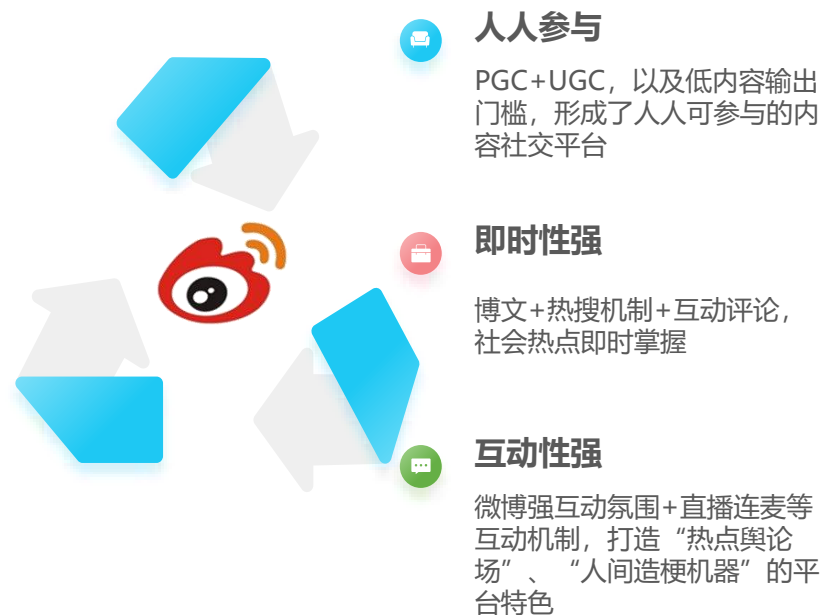 人人参与
PGC+UGC，以及低内容输出
门槛，形成了人人可参与的内
容社交平台
即时性强
博文+热搜机制+互动评论，
社会热点即时掌握
互动性强
微博强互动氛围+直播连麦等
互动机制，打造“热点舆论
场”、“人间造梗机器”的平
台特色